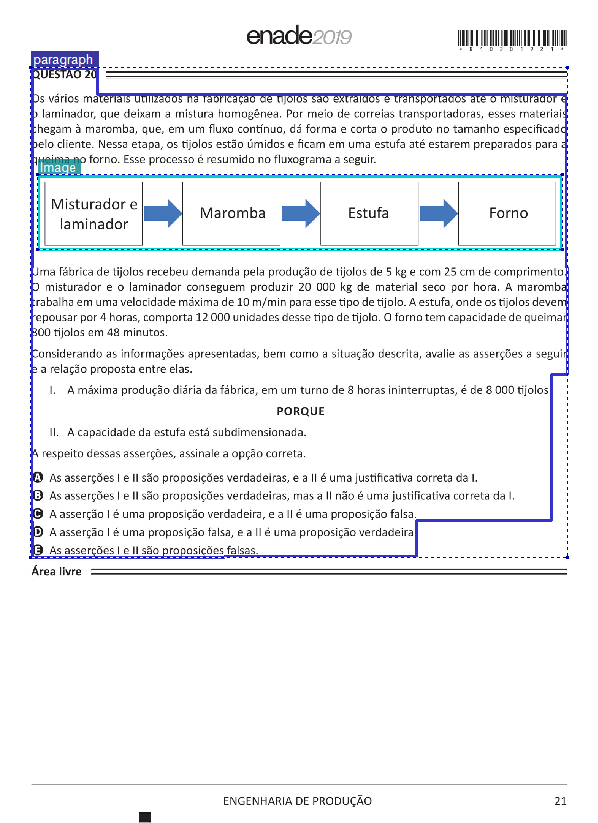 enade2019
paragraph
QUESTÃO 20
Os vários materiais utilizados na fabricação de tijolos são extraídos e transportados até o misturador e
o laminador, que deixam a mistura homogênea. Por meio de correias transportadoras, esses materiais
chegam à maromba, que, em um fluxo contínuo, dá forma e corta o produto no tamanho especificado
pelo cliente. Nessa etapa, os tijolos estão úmidos e ficam em uma estufa até estarem preparados para a
queima no forno. Esse processo é resumido no fluxograma a seguir.
Image
Misturador e
laminador
Maromba
Estufa
Forno
Uma fábrica de tijolos recebeu demanda pela produção de tijolos de 5 kg e com 25 cm de comprimento.
O misturador e o laminador conseguem produzir 20 000 kg de material seco por hora. A maromba
trabalha em uma velocidade máxima de 10 m/min para esse tipo de tijolo. A estufa, onde os tijolos devem
repousar por 4 horas, comporta 12 000 unidades desse tipo de tijolo. O forno tem capacidade de queimar
800 tijolos em 48 minutos.
Considerando as informações apresentadas, bem como a situação descrita, avalie as asserções a seguir
e a relação proposta entre elas.
I. A máxima produção diária da fábrica, em um turno de 8 horas ininterruptas, é de 8 000 tijolos.
PORQUE
II. A capacidade da estufa está subdimensionada.
A respeito dessas asserções, assinale a opção correta.
A As asserções I e II são proposições verdadeiras, e a II é uma justificativa correta da I.
B As asserções I e II são proposições verdadeiras, mas a II não é uma justificativa correta da I.
C A asserção I é uma proposição verdadeira, e a II é uma proposição falsa.
D A asserção I é uma proposição falsa, e a II é uma proposição verdadeira.
E As asserções I e II são proposições falsas.
Área livre
ENGENHARIA DE PRODUÇÃO
21